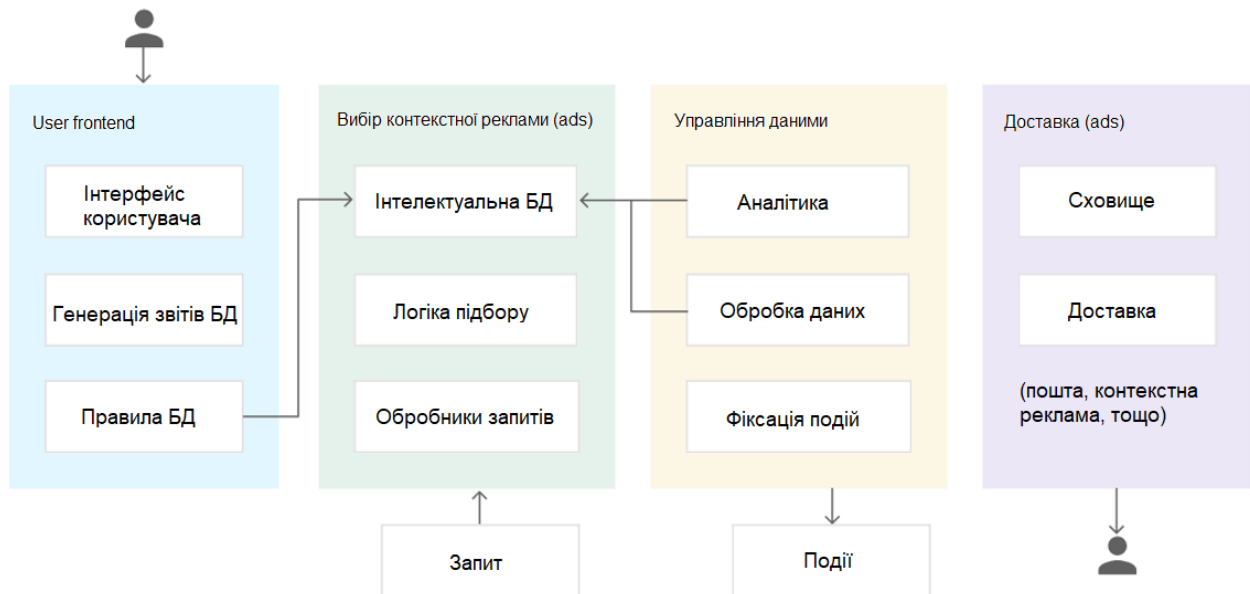 User frontend
Інтерфейс
користувача
Генерація звітів БД
Правила БД
Вибір контекстної реклами (ads)
Інтелектуальна БД
Логіка підбору
Обробники запитів
Запит
Управління даними
Аналітика
Обробка даних
Фіксація подій
Події
Доставка (ads)
Сховище
Доставка
(пошта, контекстна
реклама, тощо)